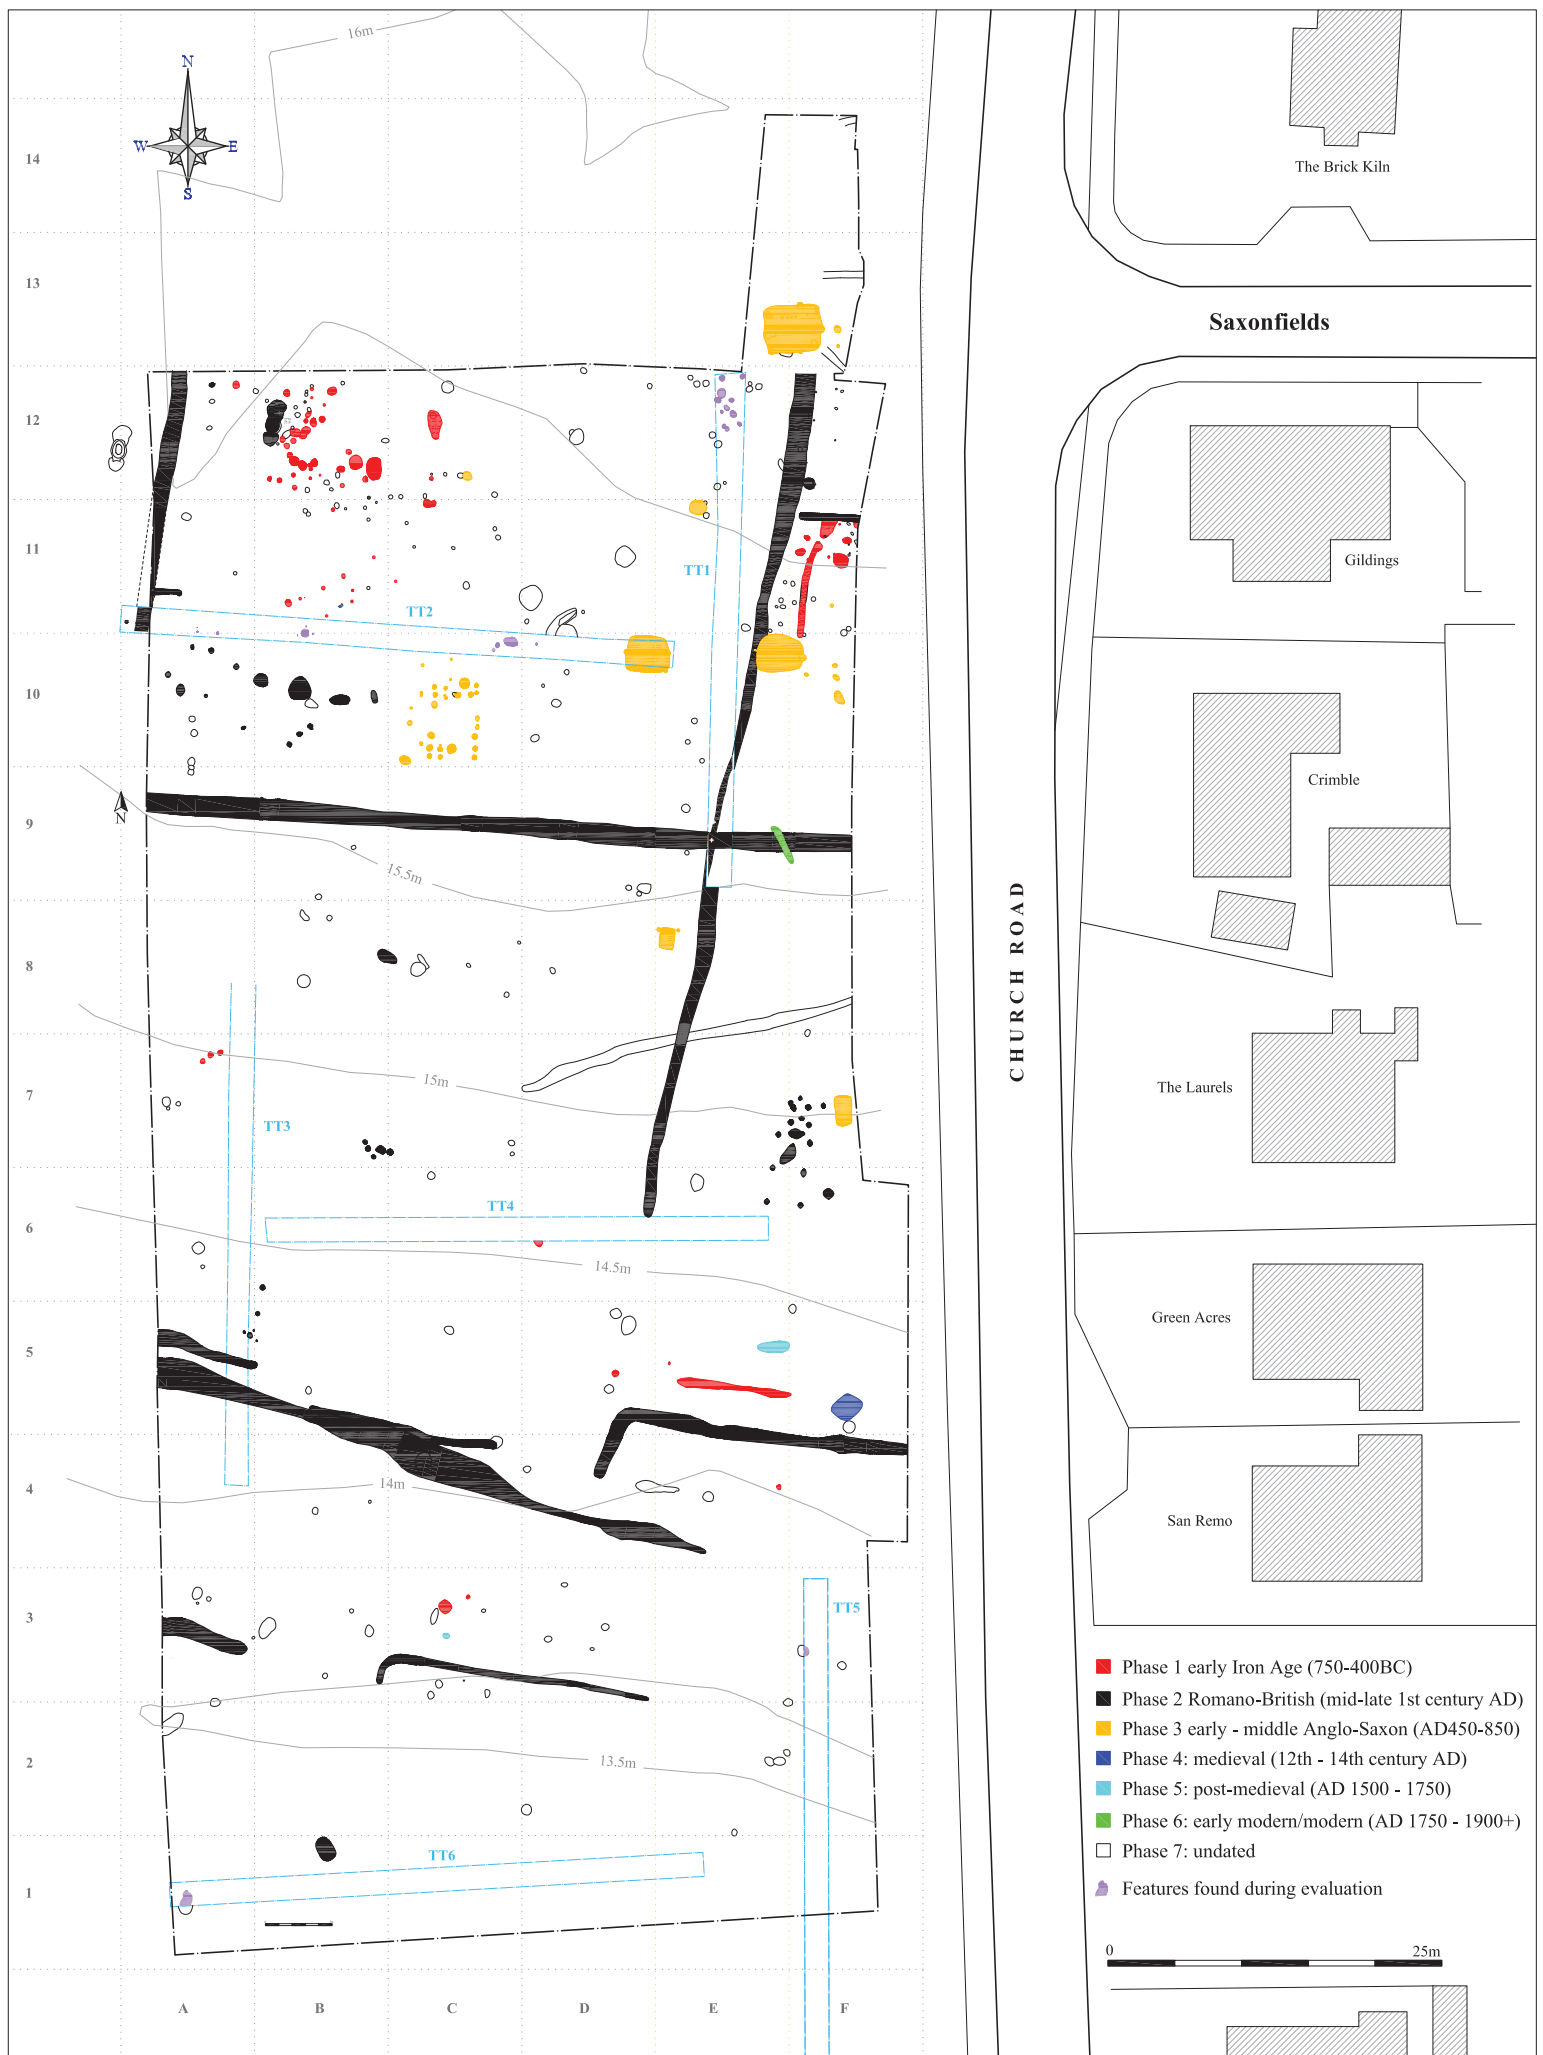 16m
N
W E
S
14
The Brick Kiln
13
Saxonfields
12
11
Gildings
TT1
TT2
10
Crimble
N
9
15.5m
CHURCH ROAD
8
15m
7
The Laurels
TT3
TT4
6
14.5m
Green Acres
5
14m
4
San Remo
3
TT5
Phase 1 early Iron Age (750-400BC)
Phase 2 Romano-British (mid-late 1st century AD)
Phase 3 early - middle Anglo-Saxon (AD450-850)
Phase 4: medieval (12th - 14th century AD)
2
13.5m
Phase 5: post-medieval (AD 1500 - 1750)
Phase 6: early modern/modern (AD 1750 - 1900+)
Phase 7: undated
TT6
Features found during evaluation
1
0 25m
A B C D E F